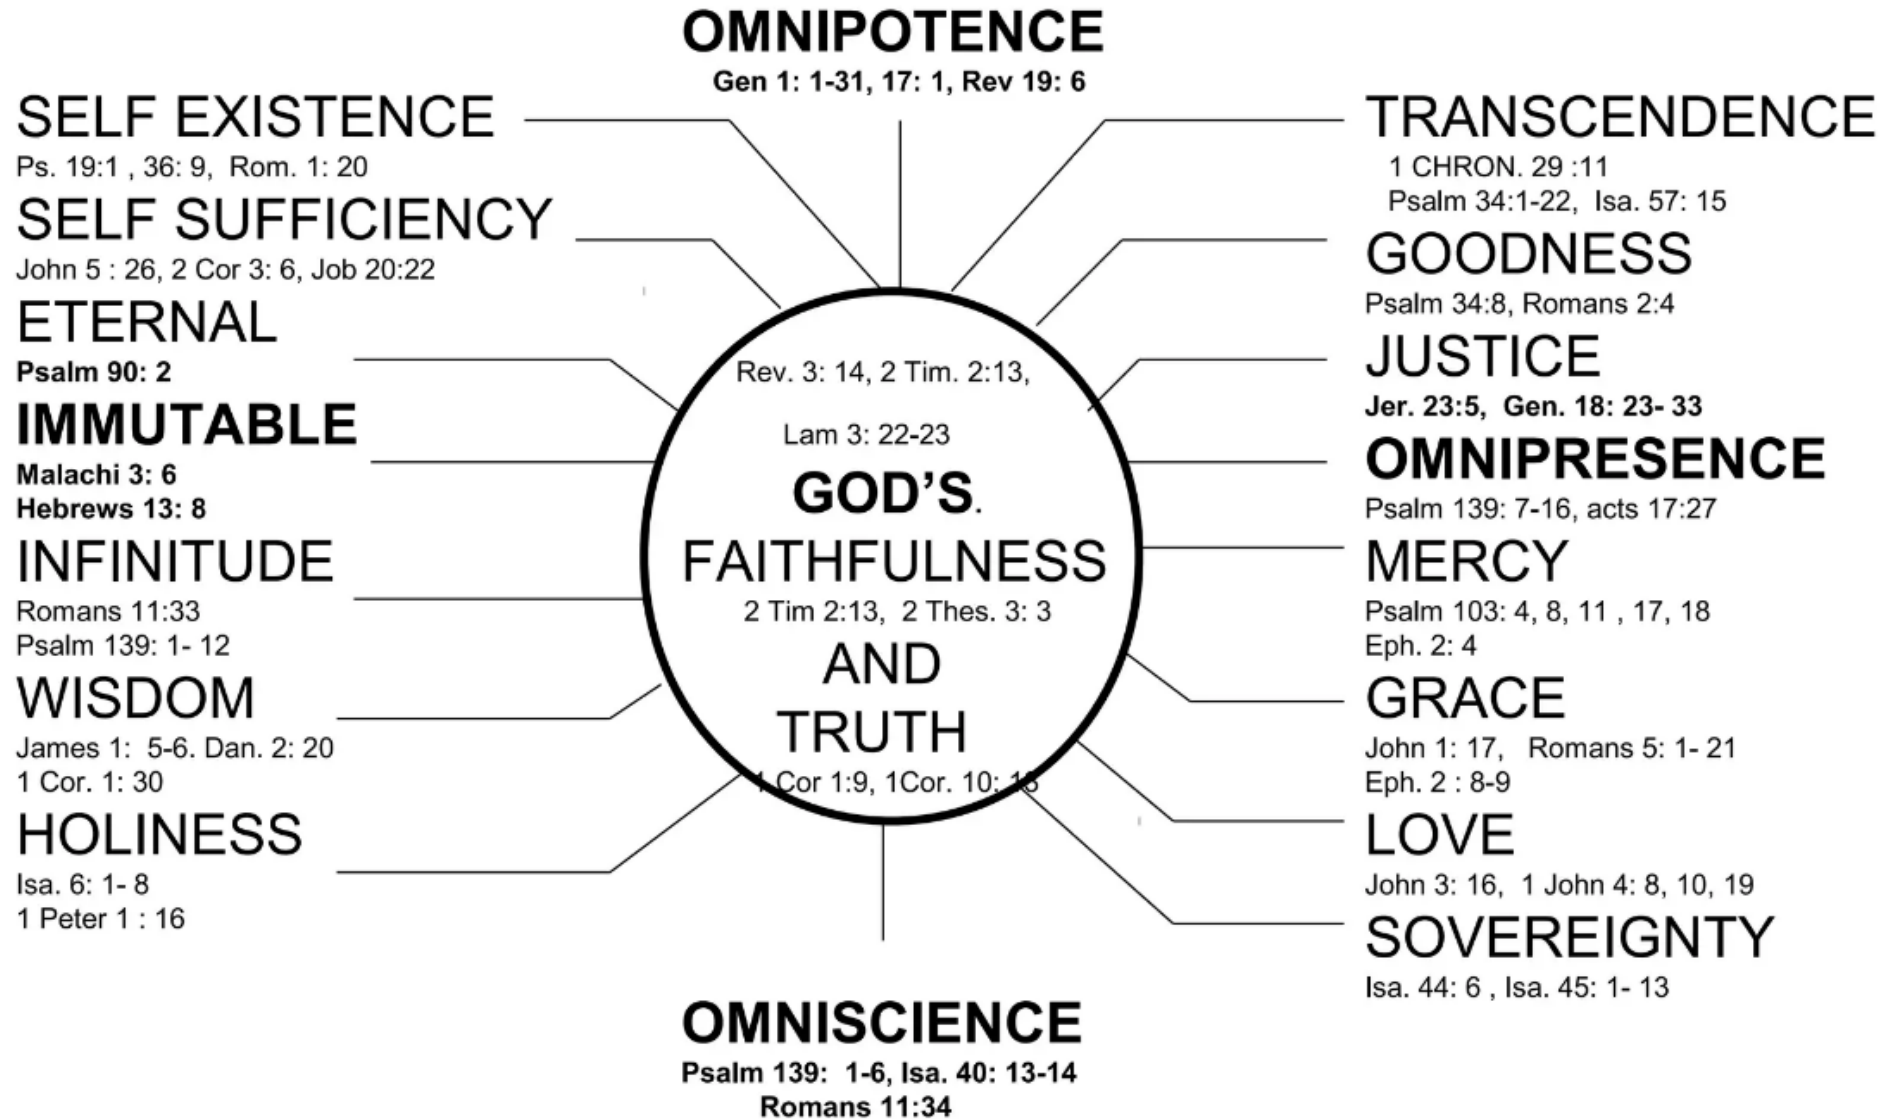 OMNIPOTENCE
Gen 1: 1-31, 17: 1, Rev 19: 6
SELF EXISTENCE
Ps. 19:1 , 36: 9, Rom. 1: 20
SELF SUFFICIENCY
John 5 : 26, 2 Cor 3: 6, Job 20:22
ETERNAL
Psalm 90: 2
IMMUTABLE
Malachi 3: 6
Hebrews 13: 8
INFINITUDE
Romans 11:33
Psalm 139: 1- 12
WISDOM
James 1: 5-6. Dan. 2: 20
1 Cor. 1: 30
HOLINESS
Isa. 6: 1- 8
1 Peter 1 : 16
Rev. 3: 14, 2 Tim. 2:13,
Lam 3: 22-23
GOD’S.
FAITHFULNESS
2 Tim 2:13, 2 Thes. 3: 3
AND
TRUTH
1 Cor 1:9, 1Cor. 10: 13
TRANSCENDENCE
1 CHRON. 29 :11
Psalm 34:1-22, Isa. 57: 15
GOODNESS
Psalm 34:8, Romans 2:4
JUSTICE
Jer. 23:5, Gen. 18: 23- 33
OMNIPRESENCE
Psalm 139: 7-16, acts 17:27
MERCY
Psalm 103: 4, 8, 11 , 17, 18
Eph. 2: 4
GRACE
John 1: 17, Romans 5: 1- 21
Eph. 2 : 8-9
LOVE
John 3: 16, 1 John 4: 8, 10, 19
SOVEREIGNTY
Isa. 44: 6 , Isa. 45: 1- 13
OMNISCIENCE
Psalm 139: 1-6, Isa. 40: 13-14
Romans 11:34